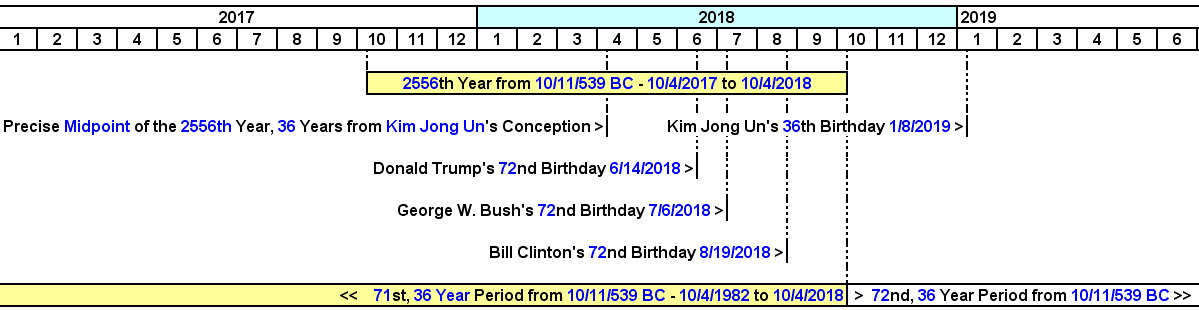 2017 2018 2019
1 2 3 4 5 6 7 8 9 10 11 12 1 2 3 4 5 6 7 8 9 10 11 12 1 2 3 4 5 6
2556th Year from 10/11/539 BC - 10/4/2017 to 10/4/2018
Precise Midpoint of the 2556th Year, 36 Years from Kim Jong Un's Conception > Kim Jong Un's 36th Birthday 1/8/2019 >
Donald Trump's 72nd Birthday 6/14/2018 >
George W. Bush's 72nd Birthday 7/6/2018 >
Bill Clinton's 72nd Birthday 8/19/2018 >
<< 71st, 36 Year Period from 10/11/539 BC - 10/4/1982 to 10/4/2018 > 72nd, 36 Year Period from 10/11/539 BC >>